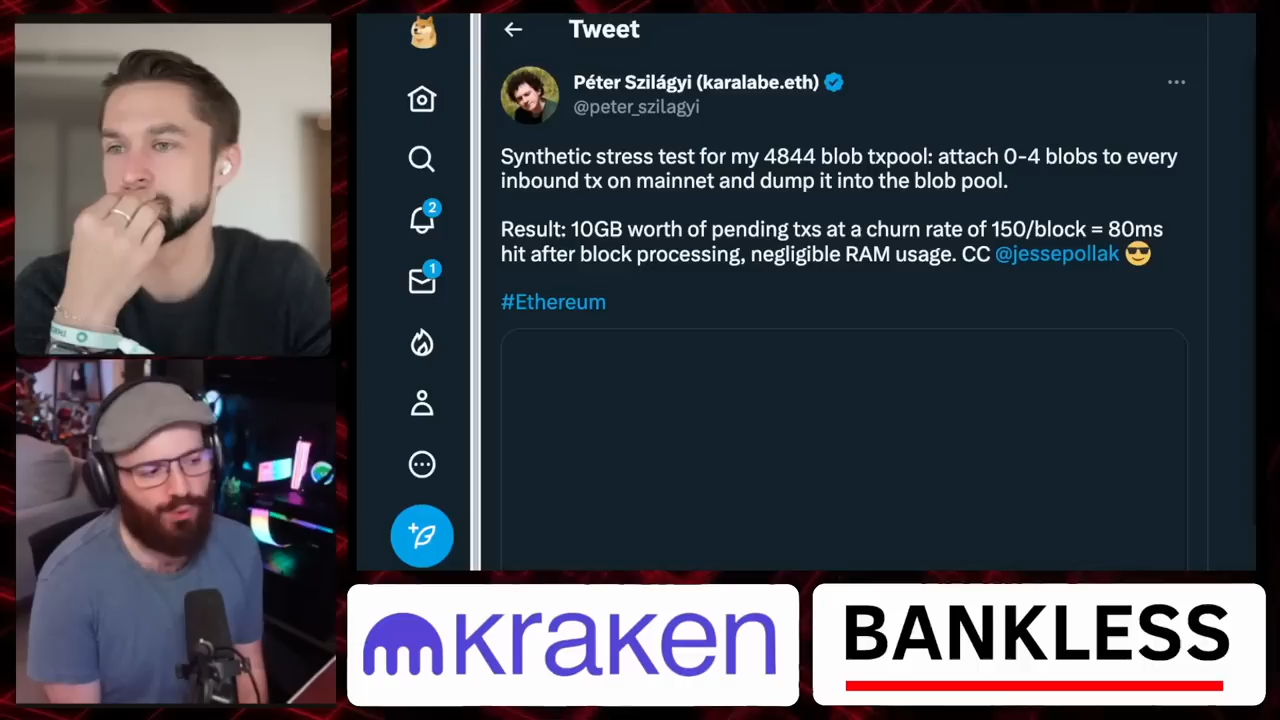 Tweet
Péter Szilágyi (karalabe.eth)
@peter_szilagyi
Synthetic stress test for my 4844 blob txpool: attach 0-4 blobs to every
inbound tx on mainnet and dump it into the blob pool.
Result: 10GB worth of pending txs at a churn rate of 150/block = 80ms
hit after block processing, negligible RAM usage. CC @jessepollak 😎
#Ethereum
2
1
kraken
BANKLESS